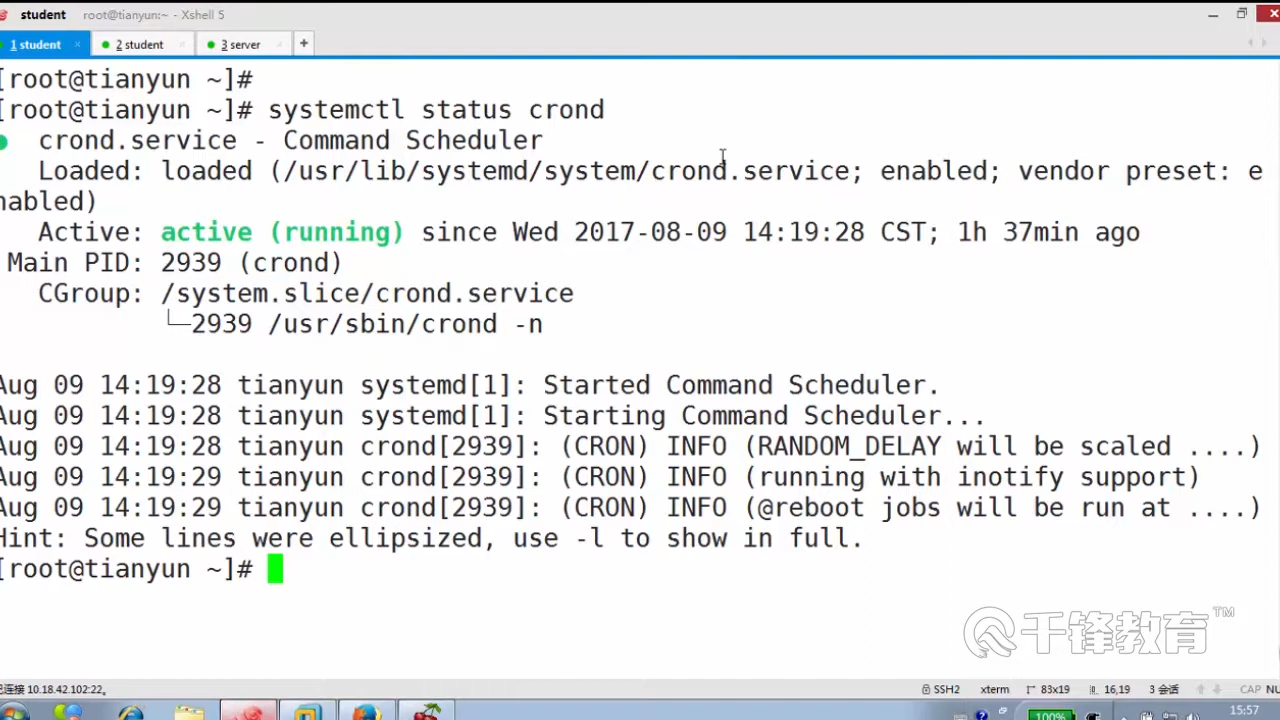 student root@tianyun:~ - Xshell 5
1 student 2 student 3 server +
[root@tianyun ~]#
[root@tianyun ~]# systemctl status crond
● crond.service - Command Scheduler
Loaded: loaded (/usr/lib/systemd/system/crond.service; enabled; vendor preset: e
nabled)
Active: active (running) since Wed 2017-08-09 14:19:28 CST; 1h 37min ago
Main PID: 2939 (crond)
CGroup: /system.slice/crond.service
└─2939 /usr/sbin/crond -n
Aug 09 14:19:28 tianyun systemd[1]: Started Command Scheduler.
Aug 09 14:19:28 tianyun systemd[1]: Starting Command Scheduler...
Aug 09 14:19:28 tianyun crond[2939]: (CRON) INFO (RANDOM_DELAY will be scaled ....)
Aug 09 14:19:29 tianyun crond[2939]: (CRON) INFO (running with inotify support)
Aug 09 14:19:29 tianyun crond[2939]: (CRON) INFO (@reboot jobs will be run at ....)
Hint: Some lines were ellipsized, use -l to show in full.
[root@tianyun ~]#
千锋教育™
已连接 10.18.42.102:22。 SSH2 xterm 83x19 16,19 3 会话 CAP NU
100% 15:57